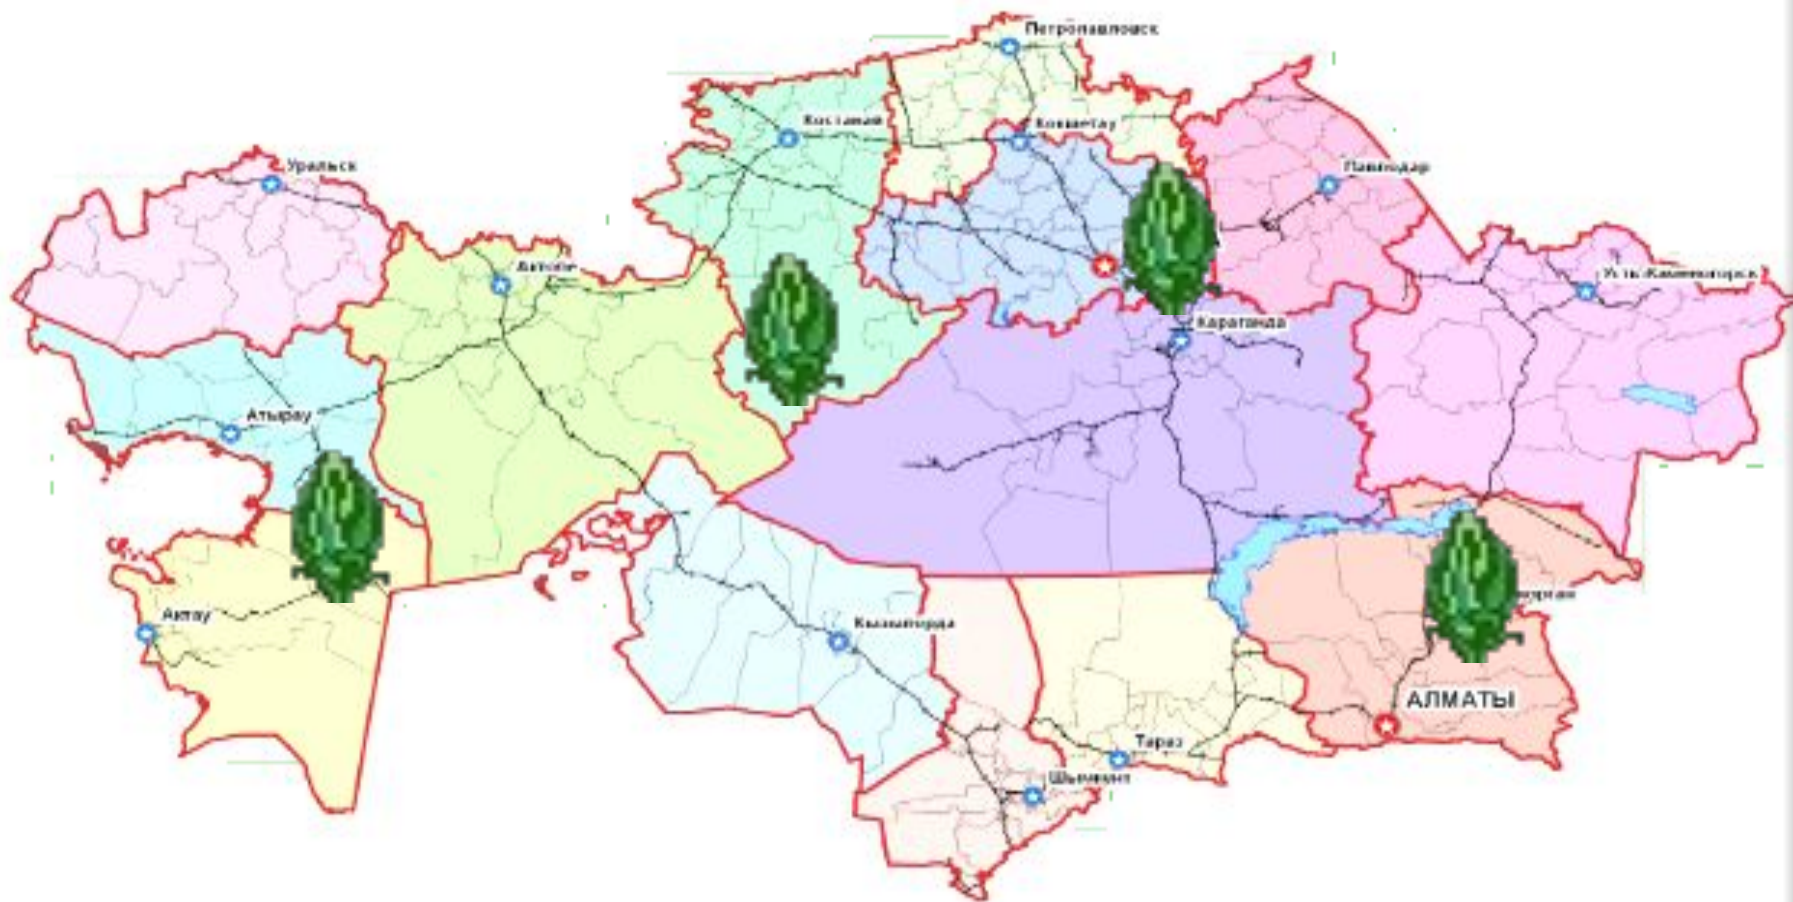 Петропавловск
Костанай
Кокшетау
Уральск
Павлодар
Актобе
Усть-Каменогорск
Караганда
Атырау
Актау
Кызылорда
АЛМАТЫ
Тараз
Шымкент